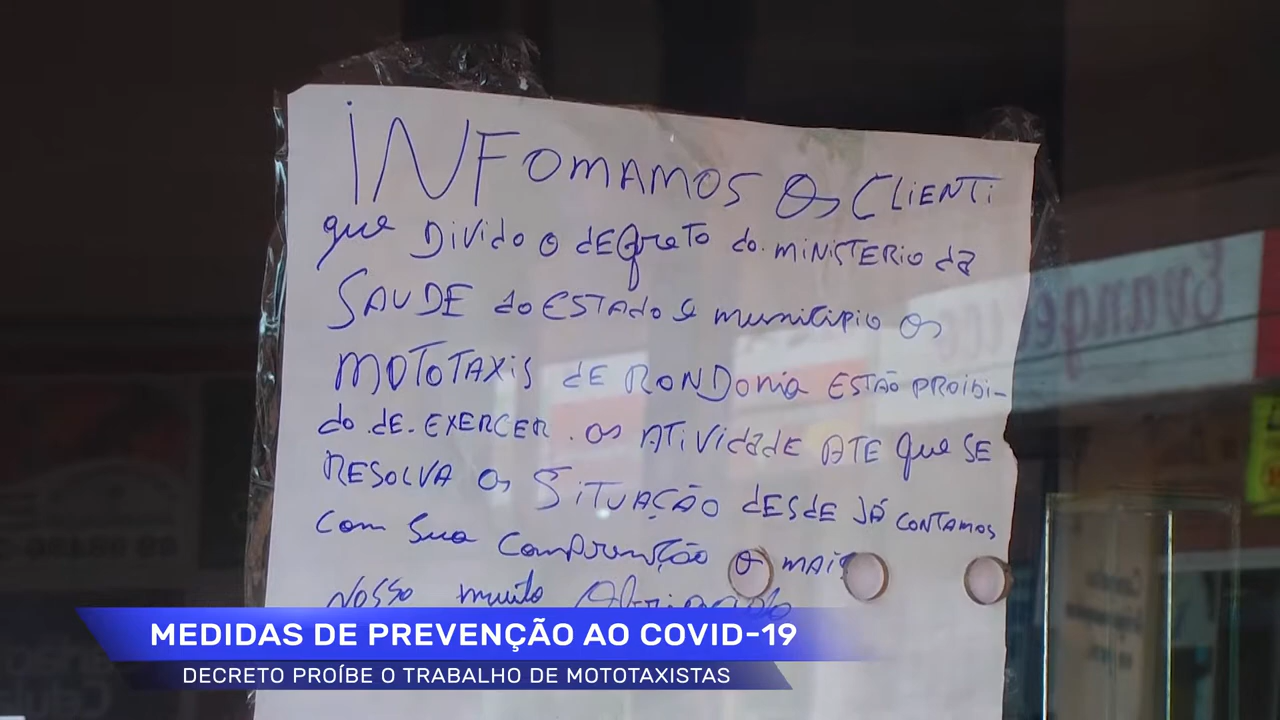 INFOMAMOS Os CLIENTi
que DiViDo o dEQreTo do. MINISTERIO da
SAUDE do ESTAdo e municipio os
MOTOTAXiS dE RONDonia ESTÃO PROIBI-
do .dE. EXERCER. os ATiVidade ATE que SE
RESOLVA Os SiTUAÇÃO dESdE JÁ CONTAMOS
com Sua Comprenção o MAIS
Nosso muito Obrigado
MEDIDAS DE PREVENÇÃO AO COVID-19
DECRETO PROÍBE O TRABALHO DE MOTOTAXISTAS